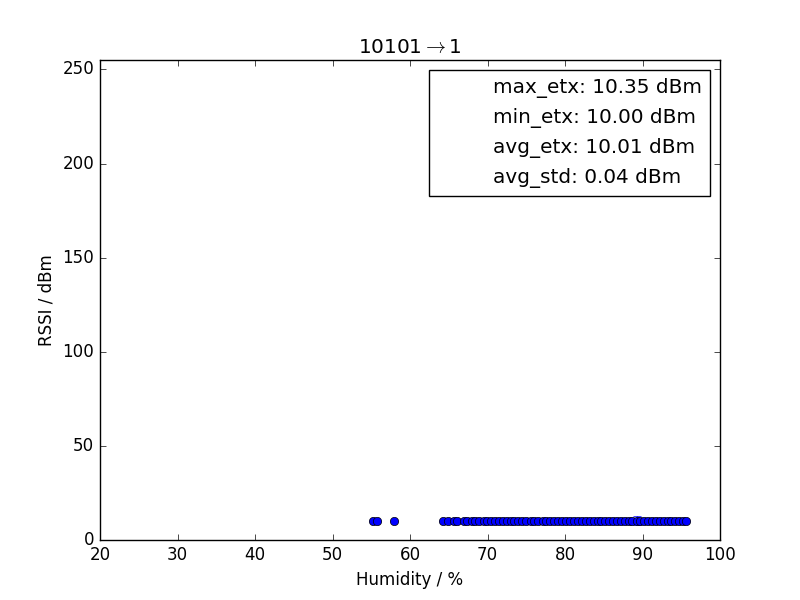 10101→1
max_etx: 10.35 dBm
min_etx: 10.00 dBm
avg_etx: 10.01 dBm
avg_std: 0.04 dBm
250
200
150
100
50
0
RSSI / dBm
20 30 40 50 60 70 80 90 100
Humidity / %